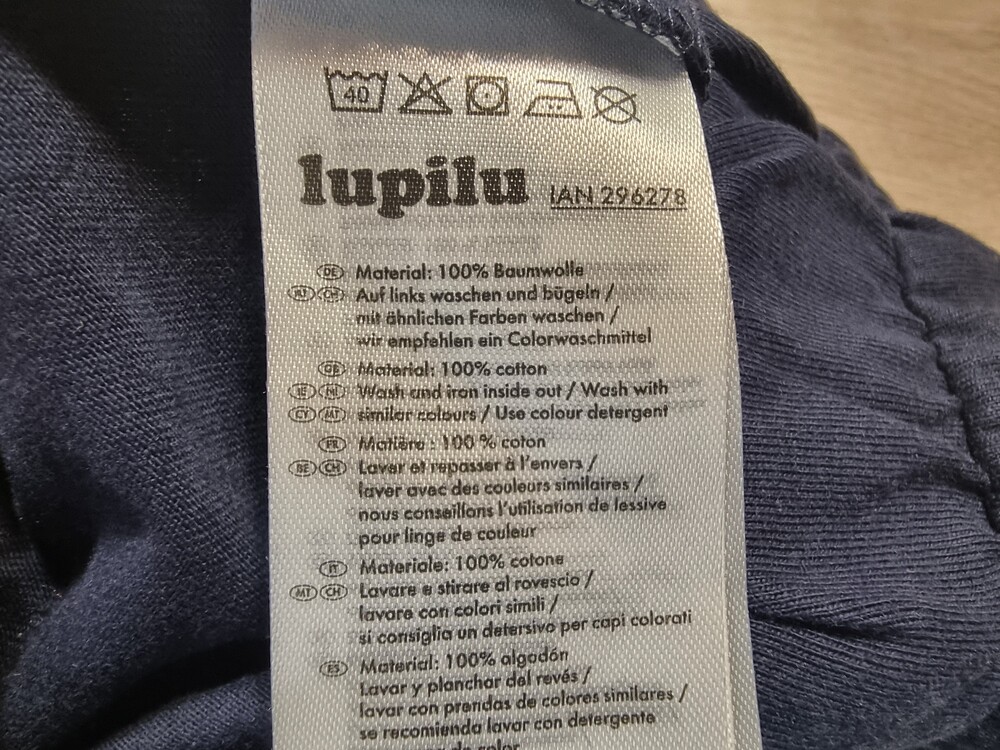 40
lupilu IAN 296278
DE Material: 100% Baumwolle
AT CH Auf links waschen und bügeln /
mit ähnlichen Farben waschen /
wir empfehlen ein Colorwaschmittel
GB Material: 100% cotton
IE NI Wash and iron inside out / Wash with
CY MT similar colours / Use colour detergent
FR Matière : 100 % coton
BE CH Laver et repasser à l'envers /
laver avec des couleurs similaires /
nous conseillons l'utilisation de lessive
pour linge de couleur
IT Materiale: 100% cotone
MT CH Lavare e stirare al rovescio /
lavare con colori simili /
si consiglia un detersivo per capi colorati
ES Material: 100% algodón
Lavar y planchar del revés /
lavar con prendas de colores similares /
se recomienda lavar con detergente
de color